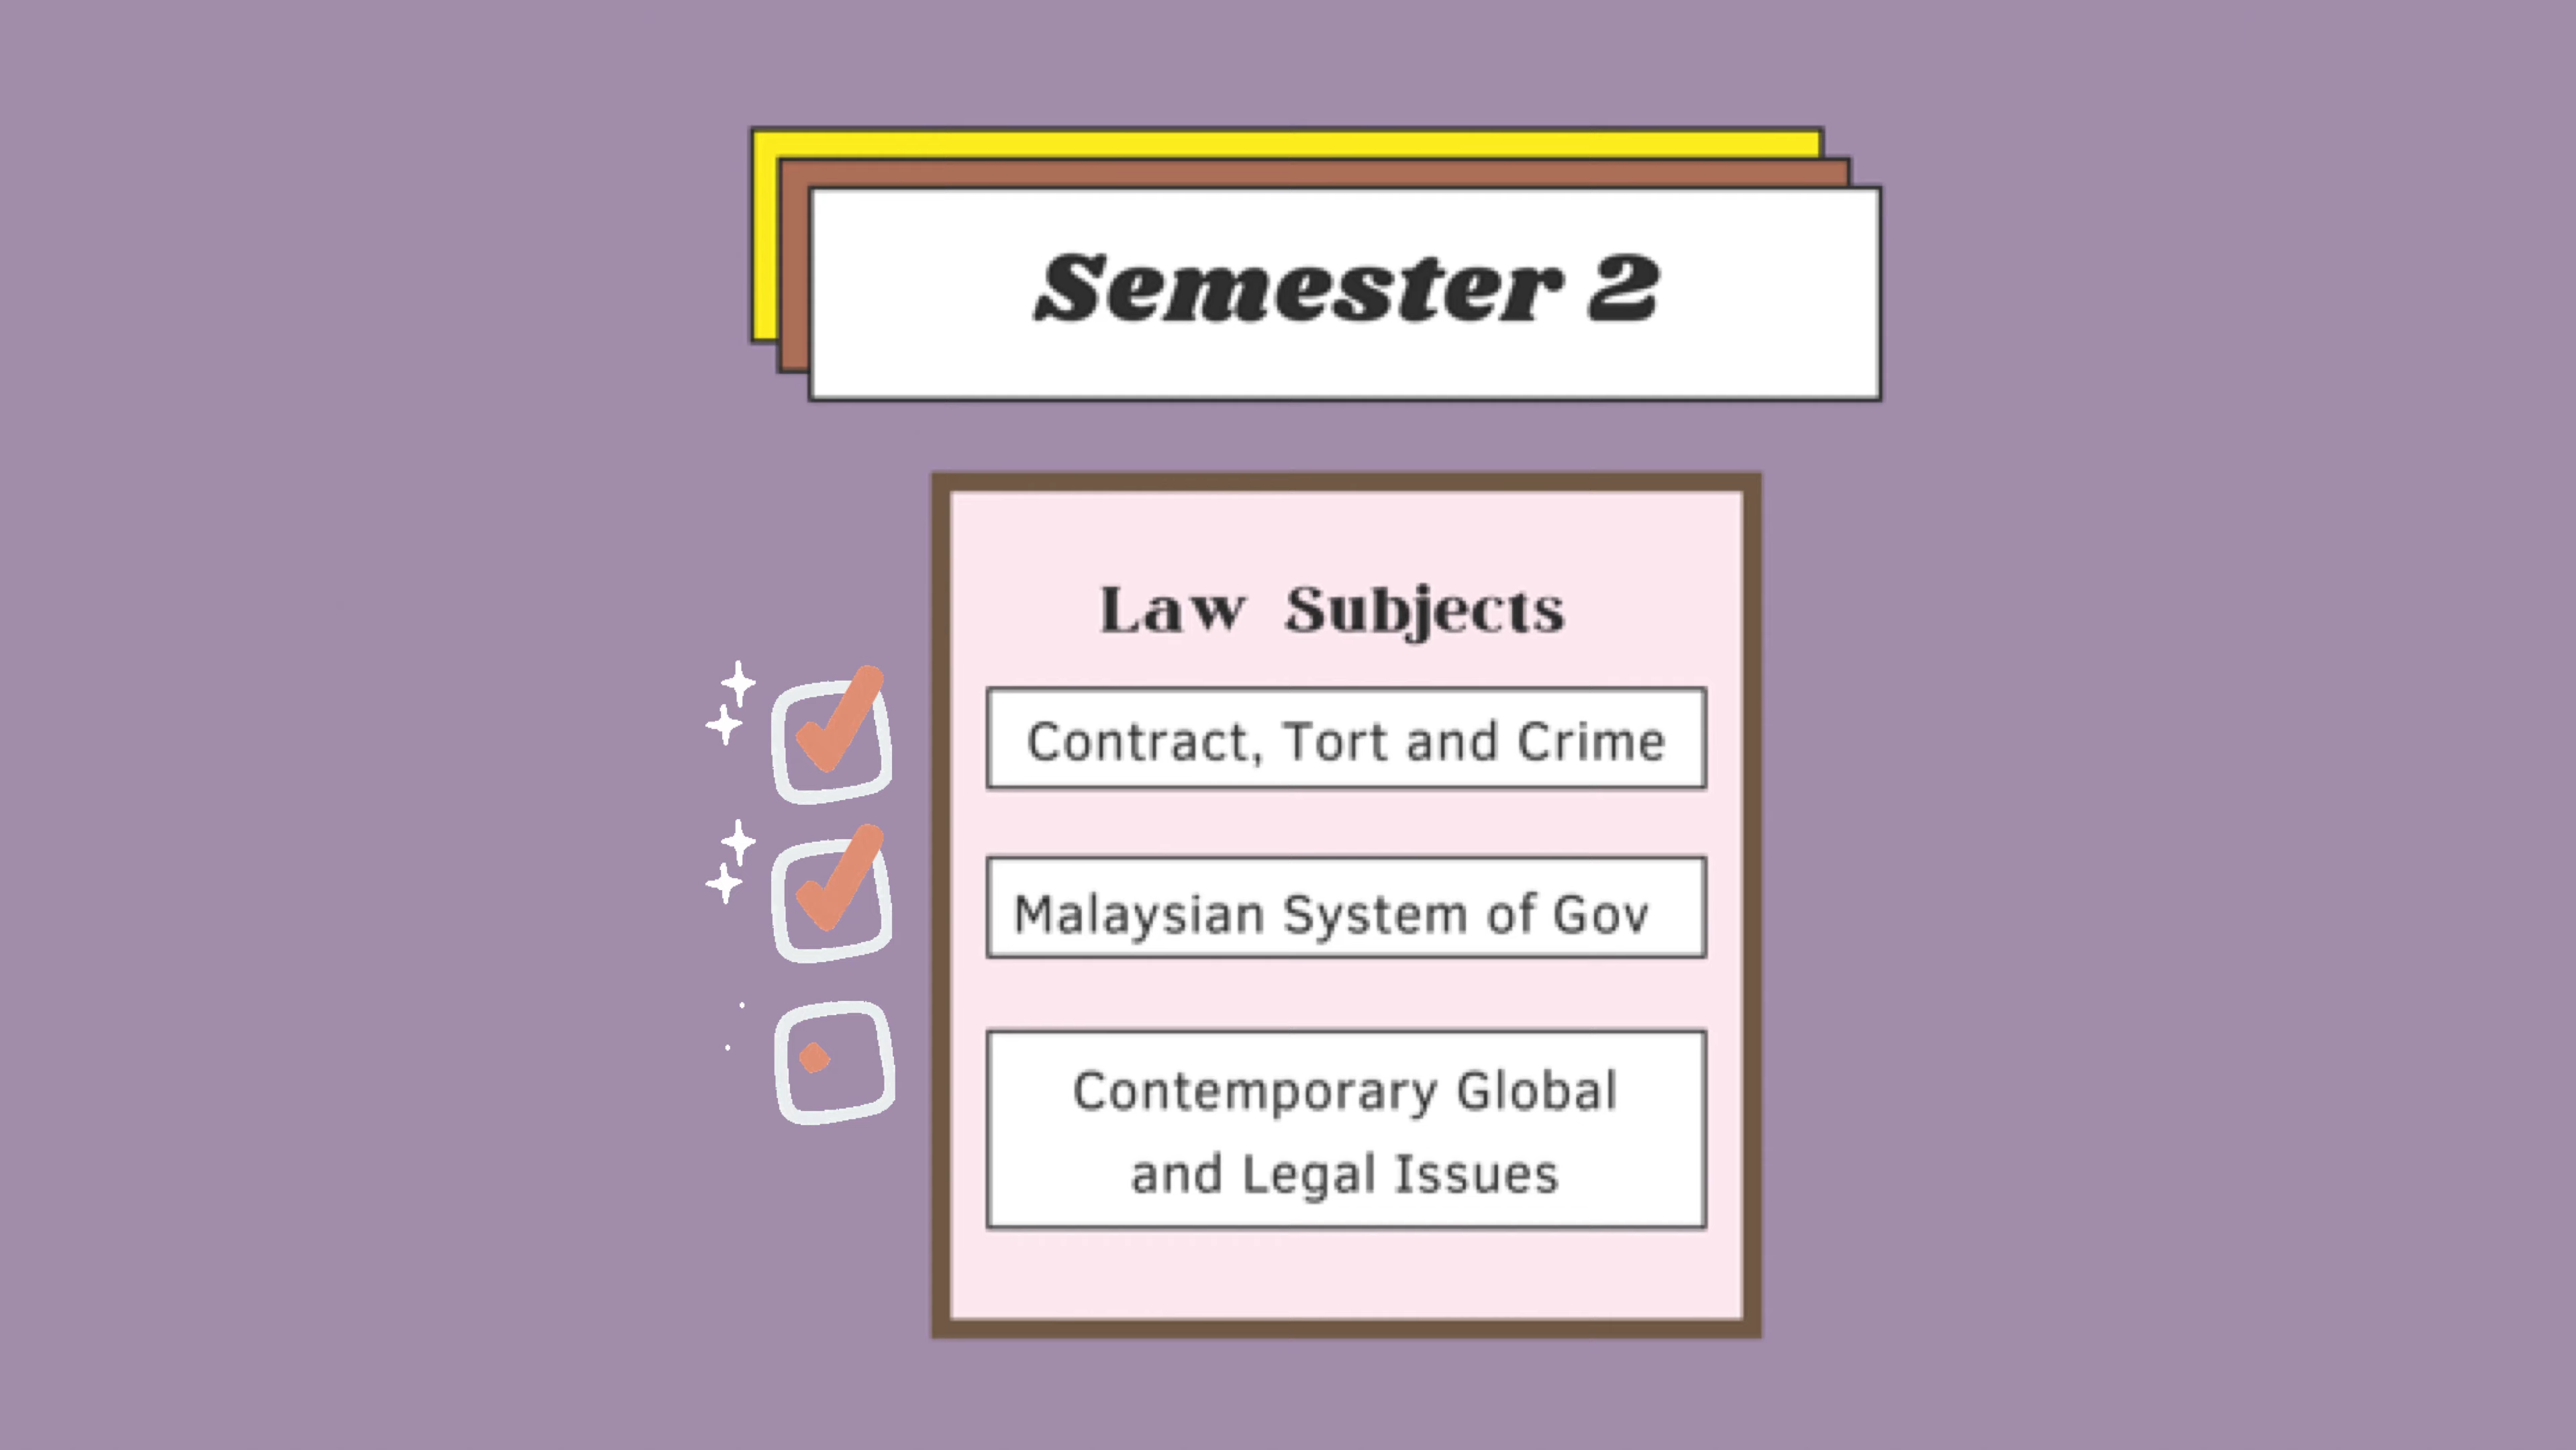 Semester 2
Law Subjects
Contract, Tort and Crime
Malaysian System of Gov
Contemporary Global
and Legal Issues